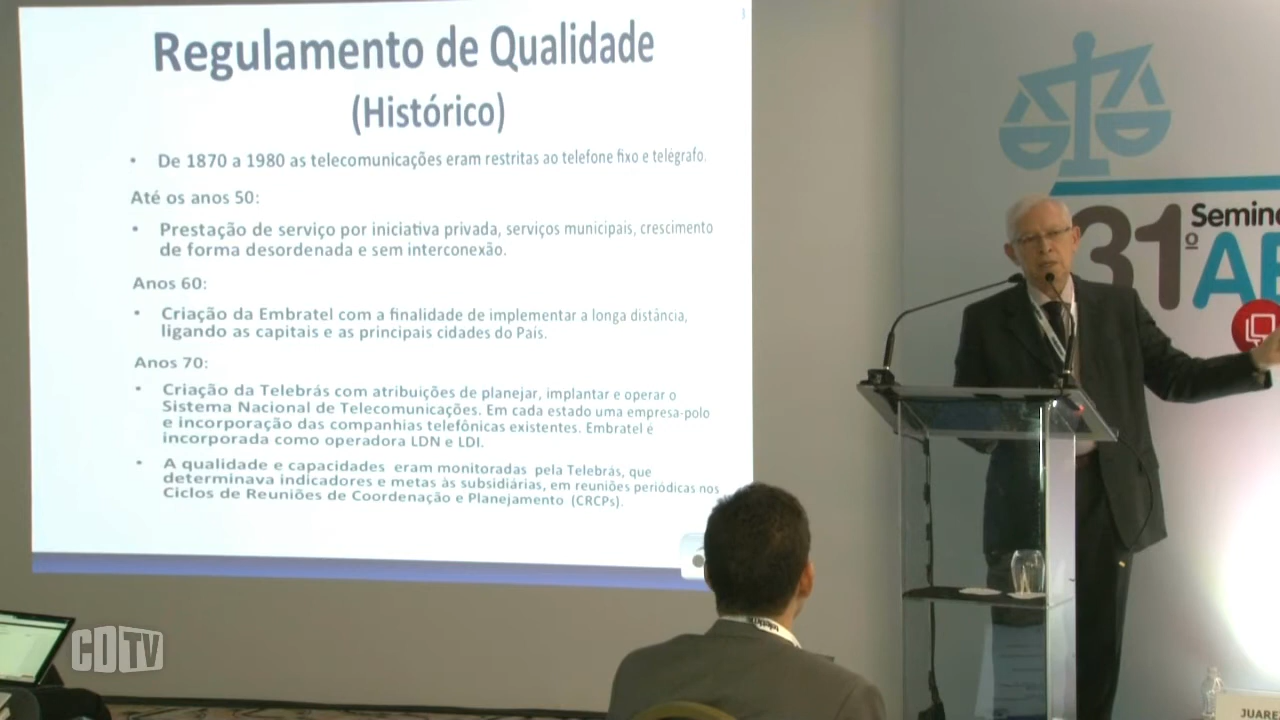 Regulamento de Qualidade
(Histórico)
• De 1870 a 1980 as telecomunicações eram restritas ao telefone fixo e telégrafo.
Até os anos 50:
• Prestação de serviço por iniciativa privada, serviços municipais, crescimento
de forma desordenada e sem interconexão.
Anos 60:
• Criação da Embratel com a finalidade de implementar a longa distância,
ligando as capitais e as principais cidades do País.
Anos 70:
• Criação da Telebrás com atribuições de planejar, implantar e operar o
Sistema Nacional de Telecomunicações. Em cada estado uma empresa-polo
e incorporação das companhias telefônicas existentes. Embratel é
incorporada como operadora LDN e LDI.
• A qualidade e capacidades eram monitoradas pela Telebrás, que
determinava indicadores e metas às subsidiárias, em reuniões periódicas nos
Ciclos de Reuniões de Coordenação e Planejamento (CRCPs).
31º
Semin
AB
CDTV
JUARE